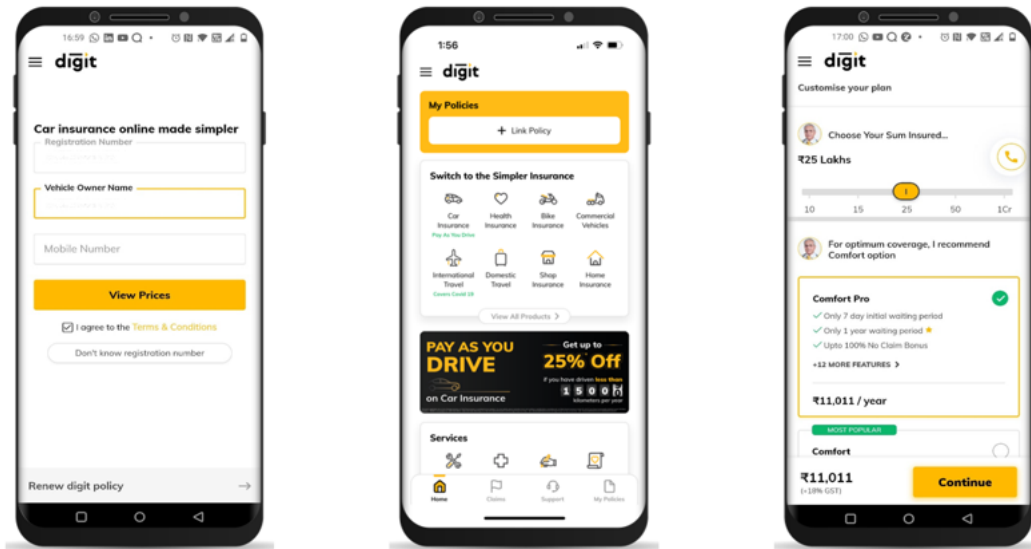 16:59
digit
Car insurance online made simpler
Registration Number
Vehicle Owner Name
Mobile Number
View Prices
I agree to the Terms & Conditions
Don't know registration number
Renew digit policy
1:56
digit
My Policies
+ Link Policy
Switch to the Simpler Insurance
Car Insurance
Pay As You Drive
Health Insurance
Bike Insurance
Commercial Vehicles
International Travel
Covers Covid 19
Domestic Travel
Shop Insurance
Home Insurance
View All Products >
PAY AS YOU
DRIVE
on Car Insurance
Get up to
25% Off
If you have driven less than
1500
kilometers per year
Services
Home
Claims
Support
My Policies
17:00
digit
Customise your plan
Choose Your Sum Insured...
₹25 Lakhs
10 15 25 50 1Cr
For optimum coverage, I recommend
Comfort option
Comfort Pro
Only 7 day initial waiting period
Only 1 year waiting period
Upto 100% No Claim Bonus
+12 MORE FEATURES >
₹11,011 / year
MOST POPULAR
Comfort
₹11,011
(+18% GST)
Continue